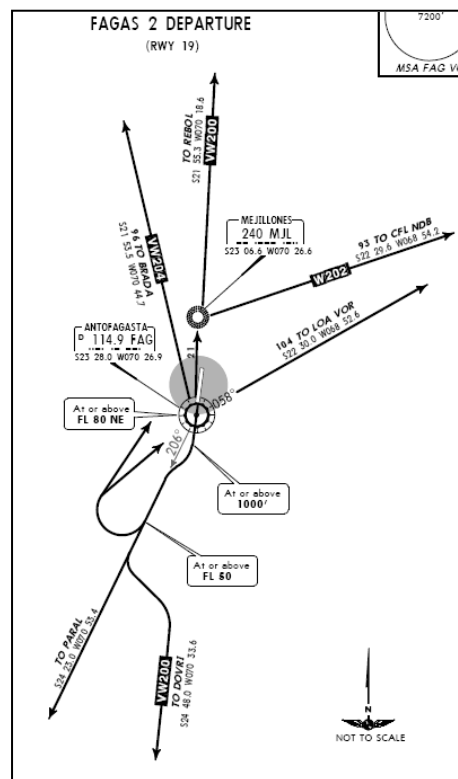 FAGAS 2 DEPARTURE
(RWY 19)
7200'
MSA FAG V
TO REBOL
S21 55.3 W070 18.6
VW200
96 TO BRADA
S21 53.5 W070 44.7
VW204
MEJILLONES
240 MJL
S23 06.6 W070 26.6
93 TO CFL NDB
S22 29.6 W068 54.2
W202
ANTOFAGASTA
D 114.9 FAG
S23 28.0 W070 26.9
21
104 TO LOA VOR
S22 30.0 W068 52.6
058°
At or above
FL 80 NE
206°
At or above
1000'
At or above
FL 50
TO PARAL
S24 23.0 W070 53.4
VW200
TO DOVRI
S24 48.0 W070 33.6
N
NOT TO SCALE